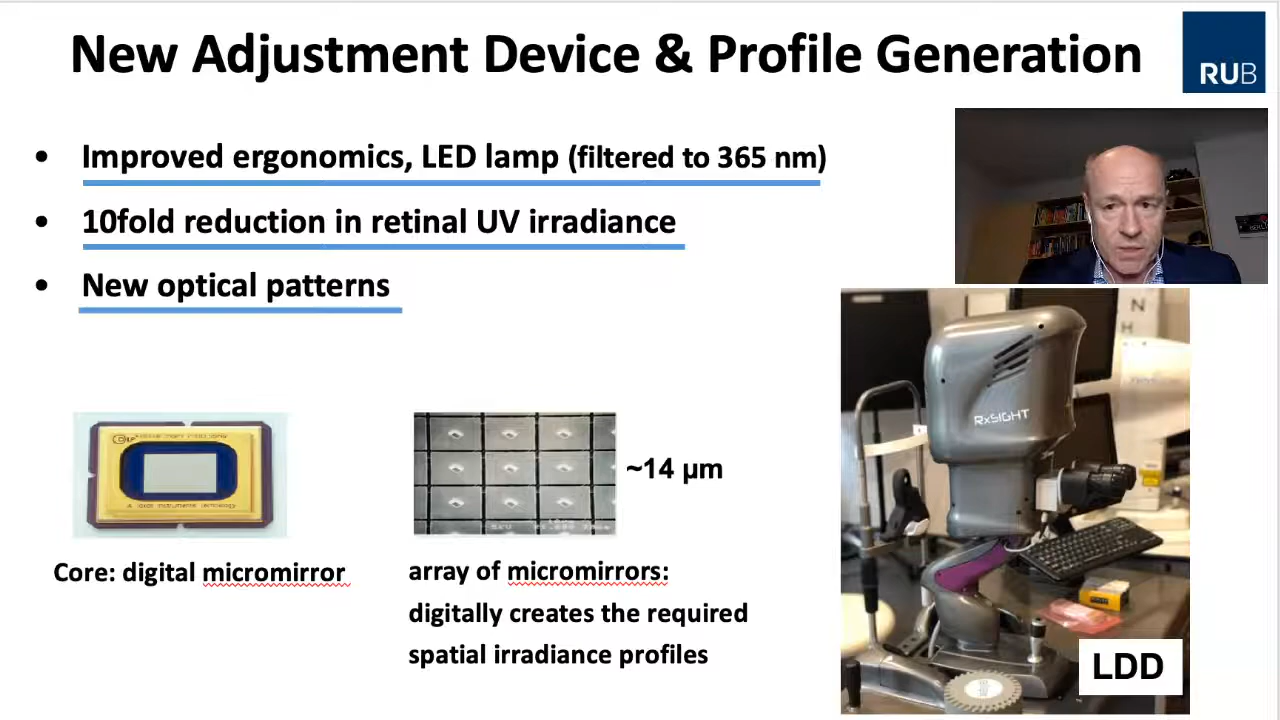 New Adjustment Device & Profile Generation
RUB
• Improved ergonomics, LED lamp (filtered to 365 nm)
• 10fold reduction in retinal UV irradiance
• New optical patterns
N
H
RxSIGHT
~14 µm
Core: digital micromirror
array of micromirrors:
digitally creates the required
spatial irradiance profiles
LDD